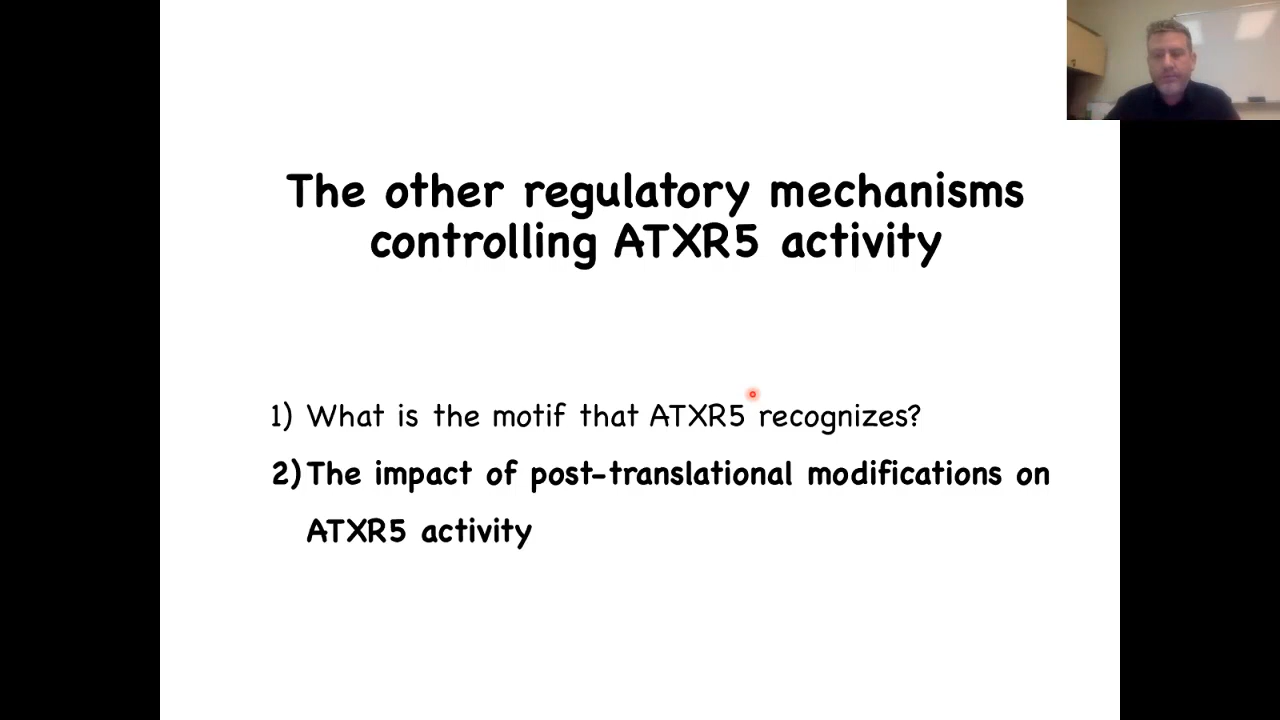 The other regulatory mechanisms
controlling ATXR5 activity
1) What is the motif that ATXR5 recognizes?
2) The impact of post-translational modifications on
ATXR5 activity